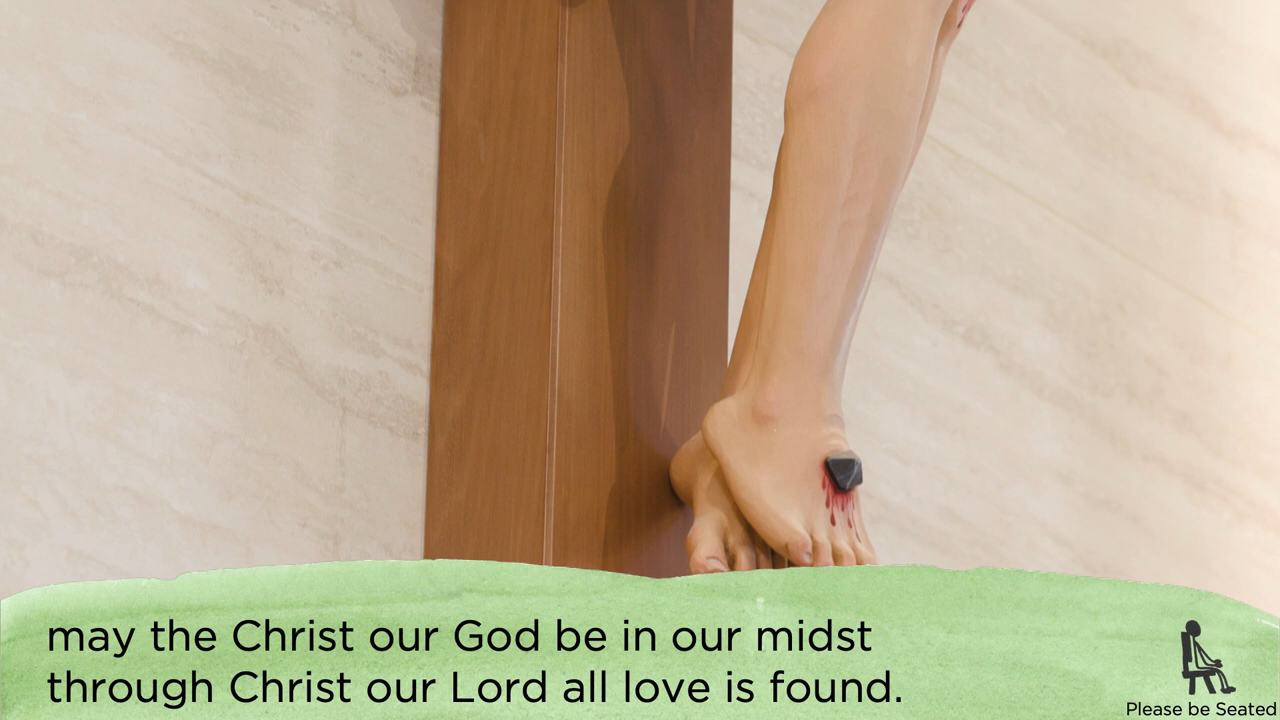 may the Christ our God be in our midst
through Christ our Lord all love is found.
Please be Seated